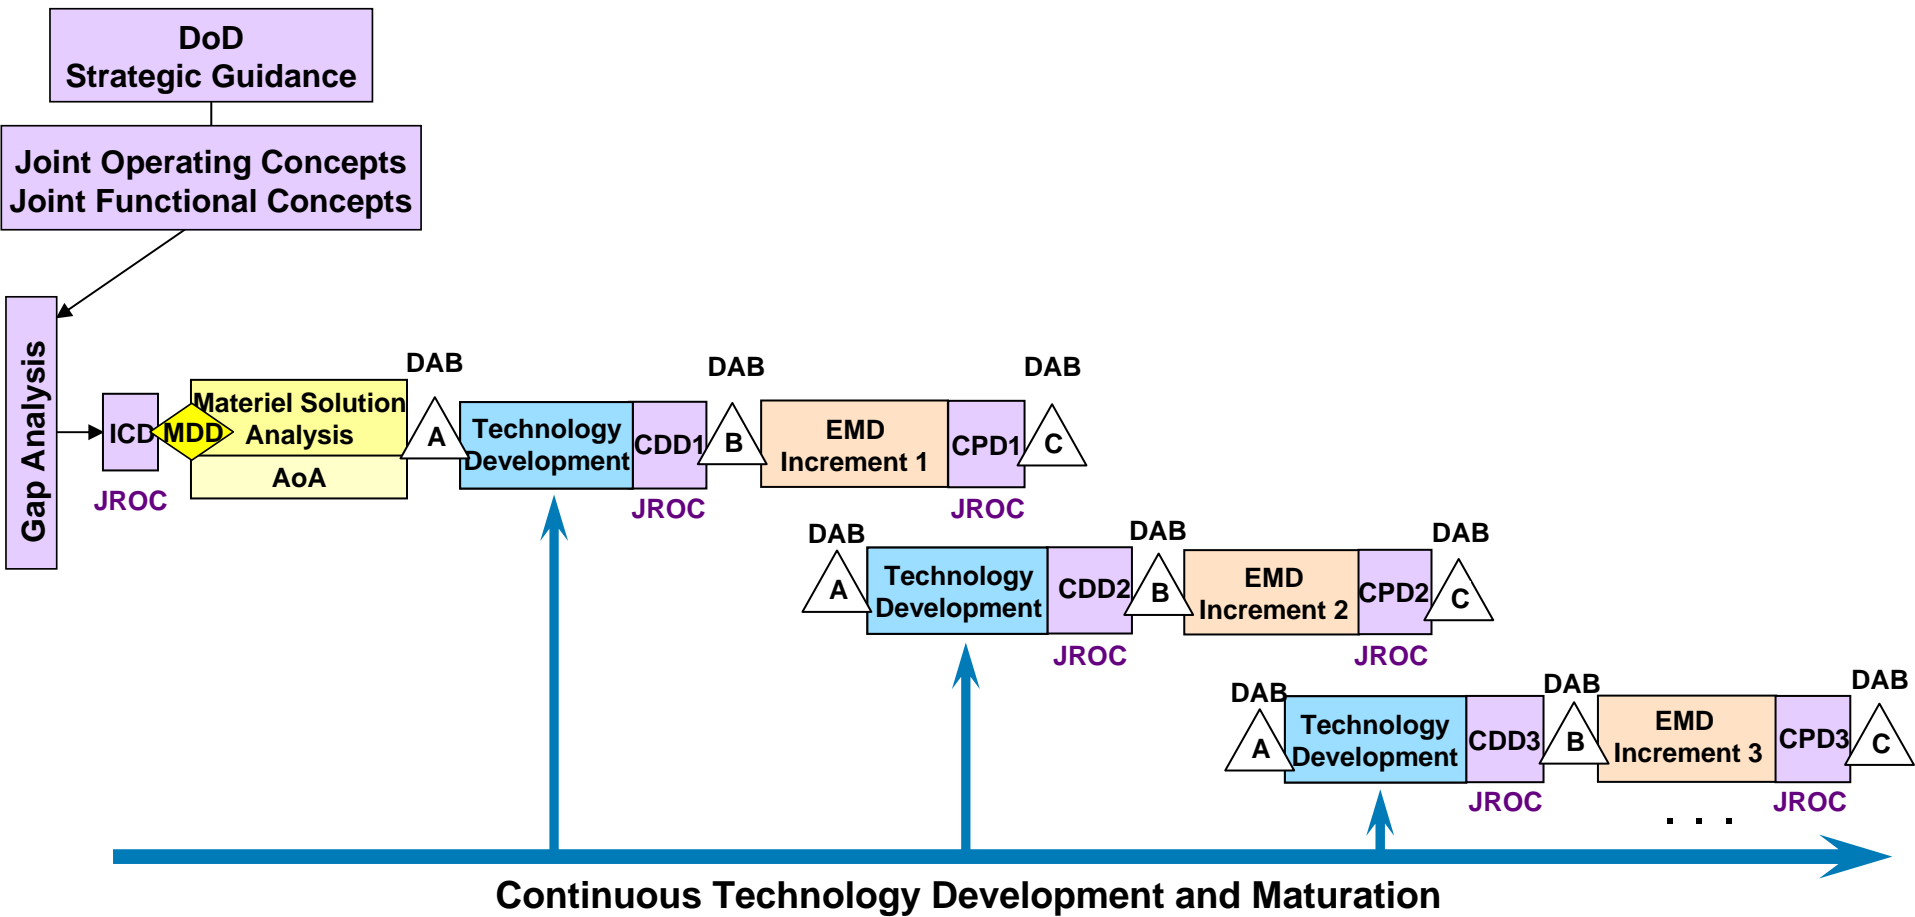 DoD
Strategic Guidance
Joint Operating Concepts
Joint Functional Concepts
Gap Analysis
ICD
JROC
MDD
Materiel Solution
Analysis
AoA
DAB
A
Technology
Development
CDD1
JROC
DAB
B
EMD
Increment 1
CPD1
JROC
DAB
C
DAB
A
Technology
Development
CDD2
JROC
DAB
B
EMD
Increment 2
CPD2
JROC
DAB
C
DAB
A
Technology
Development
CDD3
JROC
DAB
B
EMD
Increment 3
CPD3
JROC
DAB
C
. . .
Continuous Technology Development and Maturation